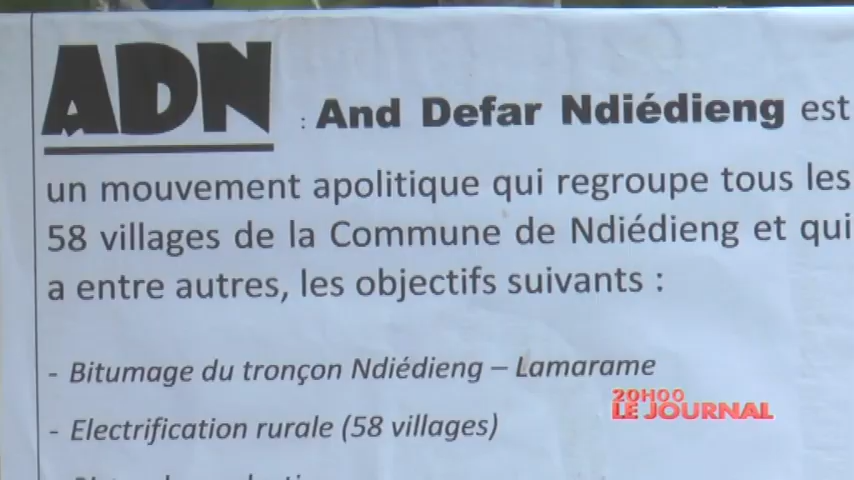 ADN : And Defar Ndiédieng est
un mouvement apolitique qui regroupe tous les
58 villages de la Commune de Ndiédieng et qui
a entre autres, les objectifs suivants :
- Bitumage du tronçon Ndiédieng – Lamarame
20H00
LE JOURNAL
- Electrification rurale (58 villages)